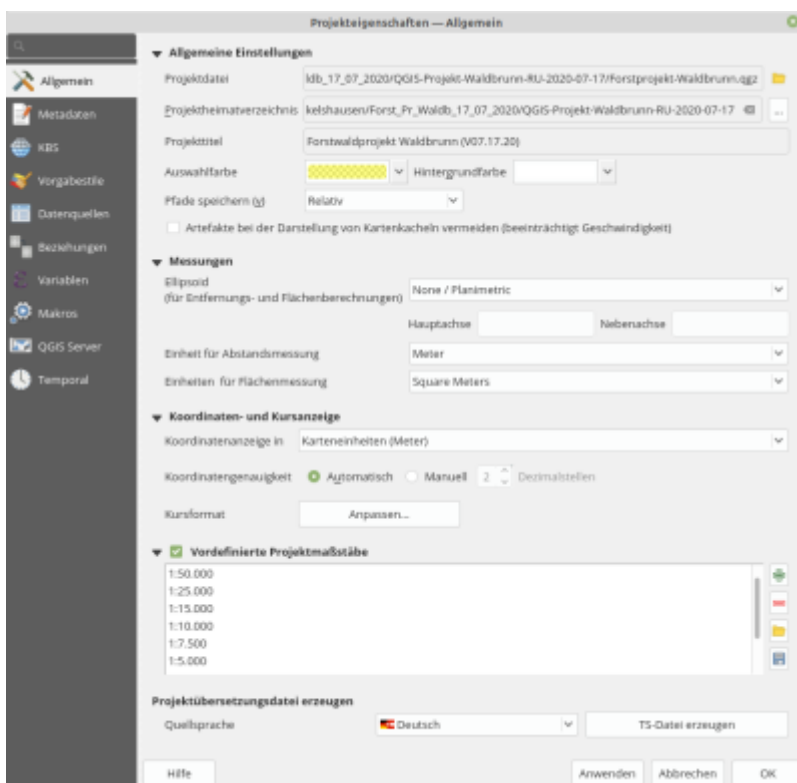 Projekteigenschaften — Allgemein
Allgemein
Metadaten
KBS
Vorgabestile
Datenquellen
Beziehungen
Variablen
Makros
QGIS Server
Temporal
Allgemeine Einstellungen
Projektdatei ldb_17_07_2020/QGIS-Projekt-Waldbrunn-RU-2020-07-17/Forstprojekt-Waldbrunn.qgz
Projektheimatverzeichnis kelshausen/Forst_Pr_Waldb_17_07_2020/QGIS-Projekt-Waldbrunn-RU-2020-07-17 ...
Projekttitel Forstwaldprojekt Waldbrunn (V07.17.20)
Auswahlfarbe Hintergrundfarbe
Pfade speichern (v) Relativ
Artefakte bei der Darstellung von Kartenkacheln vermeiden (beeinträchtigt Geschwindigkeit)
Messungen
Ellipsoid
(für Entfernungs- und Flächenberechnungen) None / Planimetric
Hauptachse Nebenachse
Einheit für Abstandsmessung Meter
Einheiten für Flächenmessung Square Meters
Koordinaten- und Kursanzeige
Koordinatenanzeige in Karteneinheiten (Meter)
Koordinatengenauigkeit Automatisch Manuell 2 Dezimalstellen
Kursformat Anpassen...
Vordefinierte Projektmaßstäbe
1:50.000
1:25.000
1:15.000
1:10.000
1:7.500
1:5.000
Projektübersetzungsdatei erzeugen
Quellsprache Deutsch TS-Datei erzeugen
Hilfe Anwenden Abbrechen OK